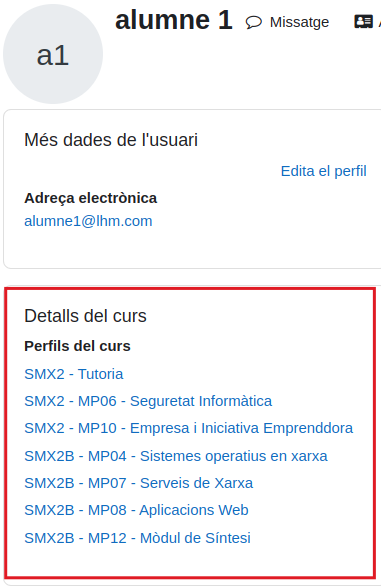 a1
alumne 1
Missatge
Més dades de l'usuari
Edita el perfil
Adreça electrònica
alumne1@lhm.com
Detalls del curs
Perfils del curs
SMX2 - Tutoria
SMX2 - MP06 - Seguretat Informàtica
SMX2 - MP10 - Empresa i Iniciativa Emprenddora
SMX2B - MP04 - Sistemes operatius en xarxa
SMX2B - MP07 - Serveis de Xarxa
SMX2B - MP08 - Aplicacions Web
SMX2B - MP12 - Mòdul de Síntesi